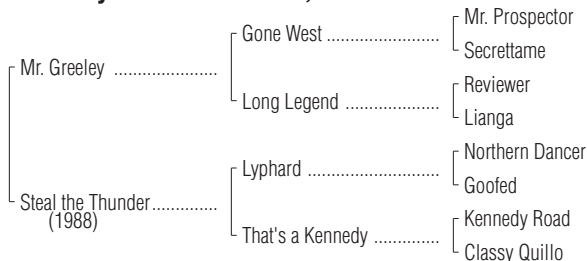 Mr. Prospector
Gone West ......................
Secrettame
Mr. Greeley ....................
Reviewer
Long Legend ...................
Lianga
Northern Dancer
Lyphard ..........................
Goofed
Steal the Thunder.............
(1988)
Kennedy Road
That's a Kennedy .............
Classy Quillo